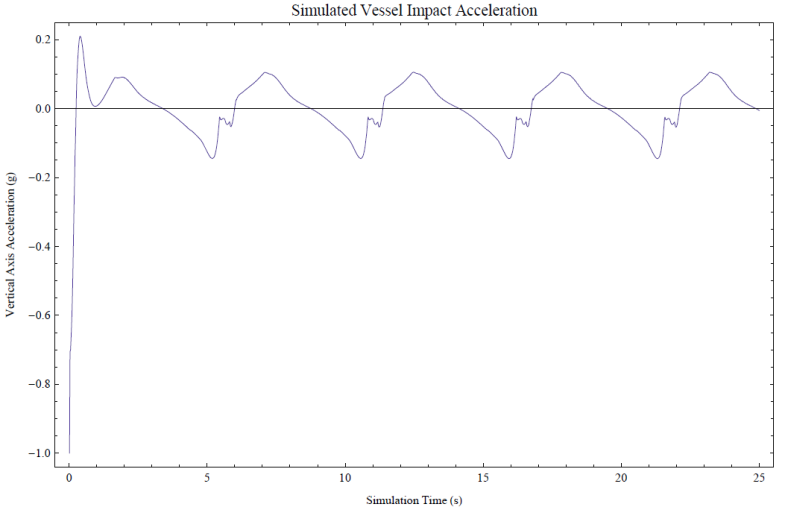 Simulated Vessel Impact Acceleration
0.2
0.0
−0.2
−0.4
−0.6
−0.8
−1.0
Vertical Axis Acceleration (g)
0 5 10 15 20 25
Simulation Time (s)